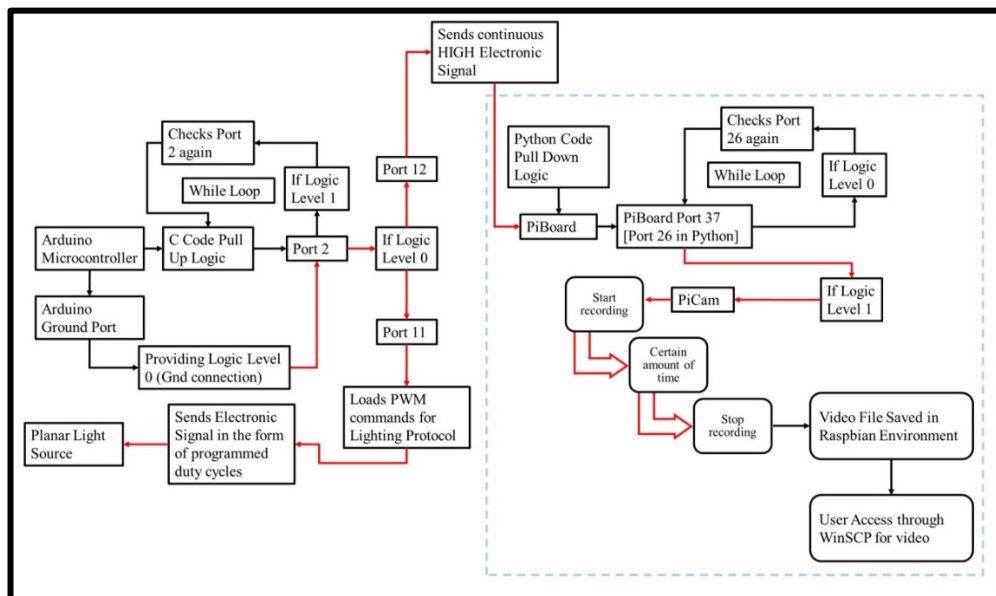 Sends continuous
HIGH Electronic
Signal
Checks Port
2 again
While Loop
If Logic
Level 1
Port 12
Arduino
Microcontroller
C Code Pull
Up Logic
Port 2
If Logic
Level 0
Arduino
Ground Port
Port 11
Providing Logic Level
0 (Gnd connection)
Loads PWM
commands for
Lighting Protocol
Sends Electronic
Signal in the form
of programmed
duty cycles
Planar Light
Source
Python Code
Pull Down
Logic
Checks Port
26 again
While Loop
If Logic
Level 0
PiBoard
PiBoard Port 37
[Port 26 in Python]
If Logic
Level 1
PiCam
Start
recording
Certain
amount of
time
Stop
recording
Video File Saved in
Raspbian Environment
User Access through
WinSCP for video